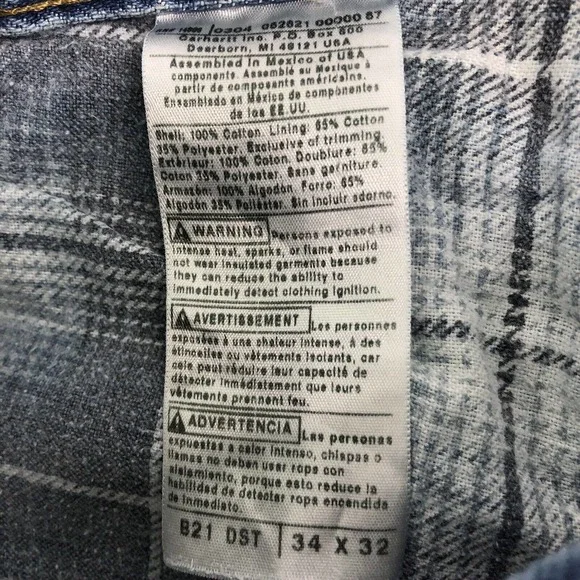 0304 062621 00000 67
Carhartt Inc. P.O. Box 600
Dearborn, MI 48121 USA
Assembled in Mexico of USA
components. Assemblé au Mexique à
partir de composants américains.
Ensamblado en México de componentes
de los EE.UU.
Shell: 100% Cotton. Lining: 65% Cotton
35% Polyester. Exclusive of trimming.
Extérieur: 100% Coton. Doublure: 65%
Coton 35% Polyester. Sans garniture.
Armazón: 100% Algodón. Forro: 65%
Algodón 35% Poliéster. Sin incluir adorno.
WARNING Persons exposed to
intense heat, sparks, or flame should
not wear insulated garments because
they can reduce the ability to
immediately detect clothing ignition.
AVERTISSEMENT Les personnes
exposées à una chaleur intense, à des
étincelles ou vêtements isolants, car
cela peut réduire leur capacité de
détecter immédiatement que leurs
vêtements prennent feu.
ADVERTENCIA Las personas
expuestas a calor intenso, chispas o
llamas no deben usar ropa con
aislamiento, porque esto reduce la
habilidad de detectar ropa encendida
de inmediato.
B21 DST 34 X 32